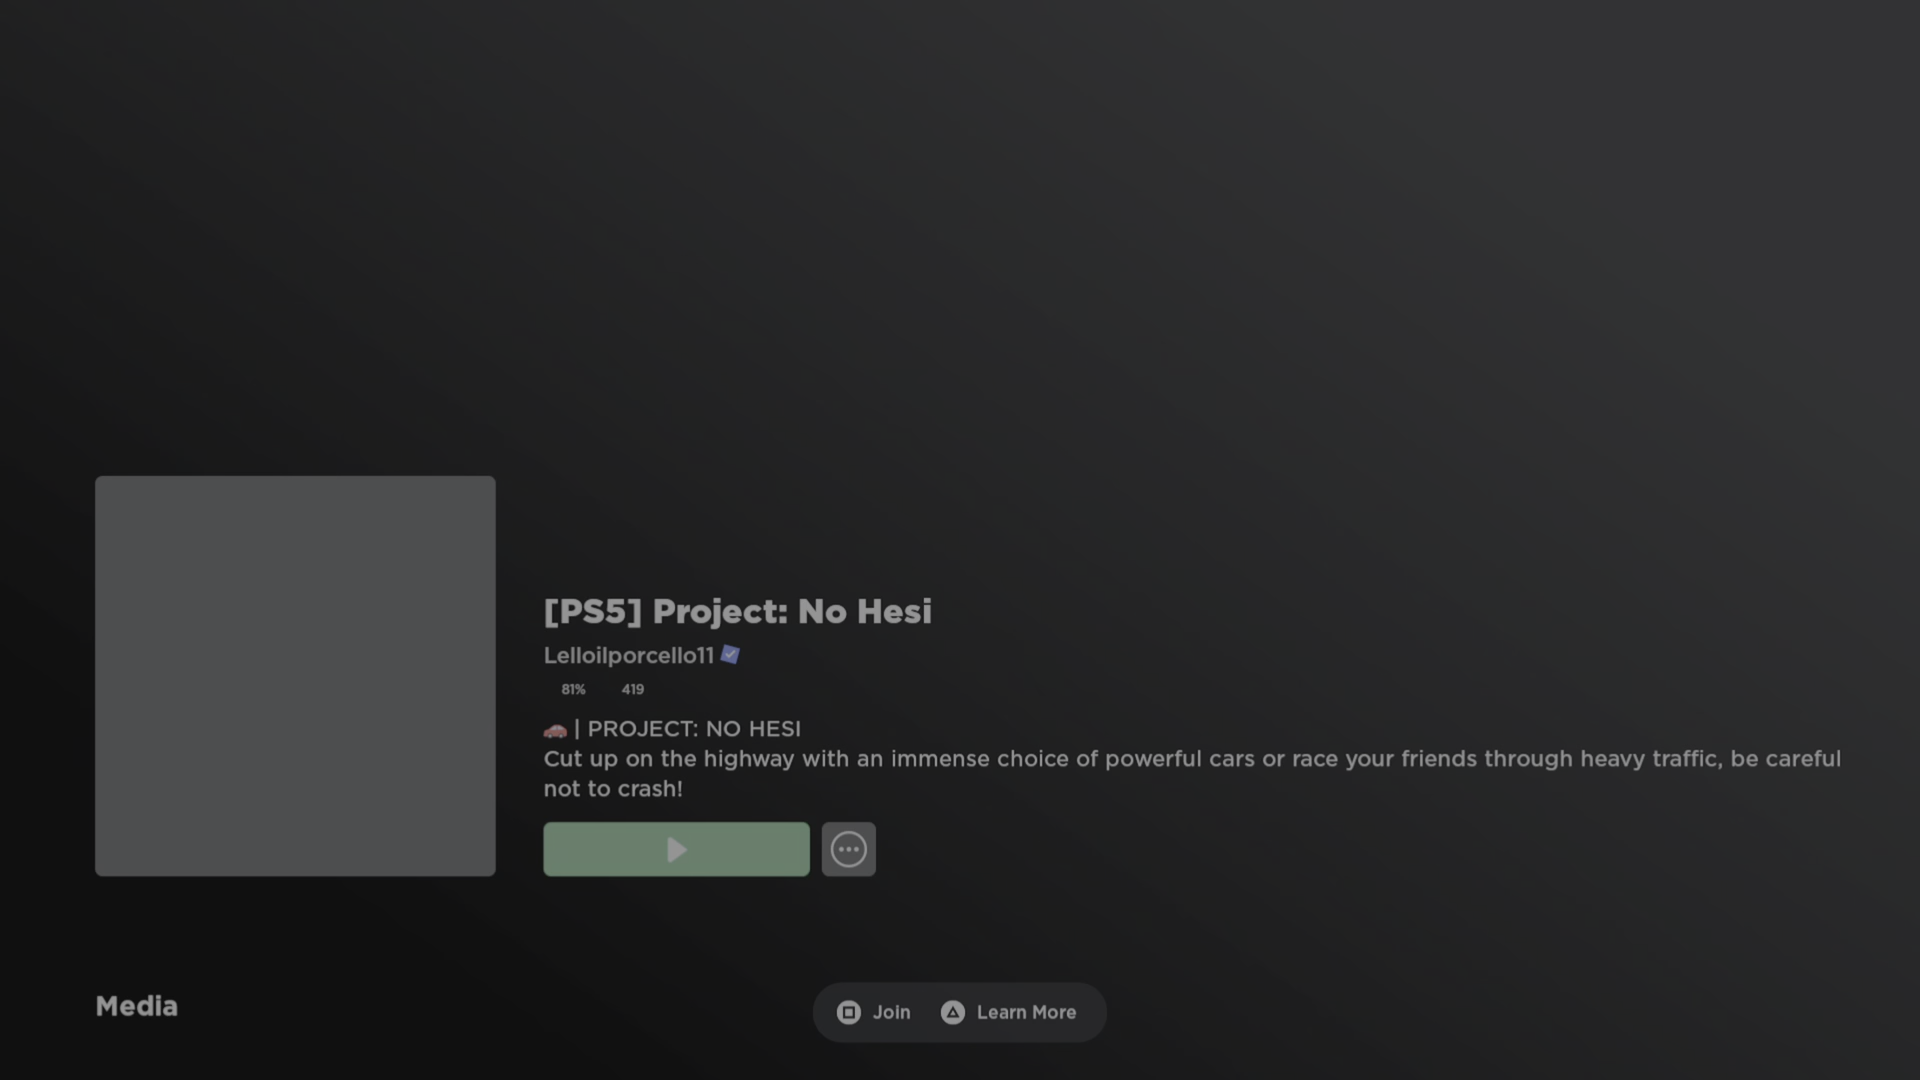 [PS5] Project: No Hesi
Lelloilporcello11
81% 419
🚗 | PROJECT: NO HESI
Cut up on the highway with an immense choice of powerful cars or race your friends through heavy traffic, be careful
not to crash!
Media
Join Learn More